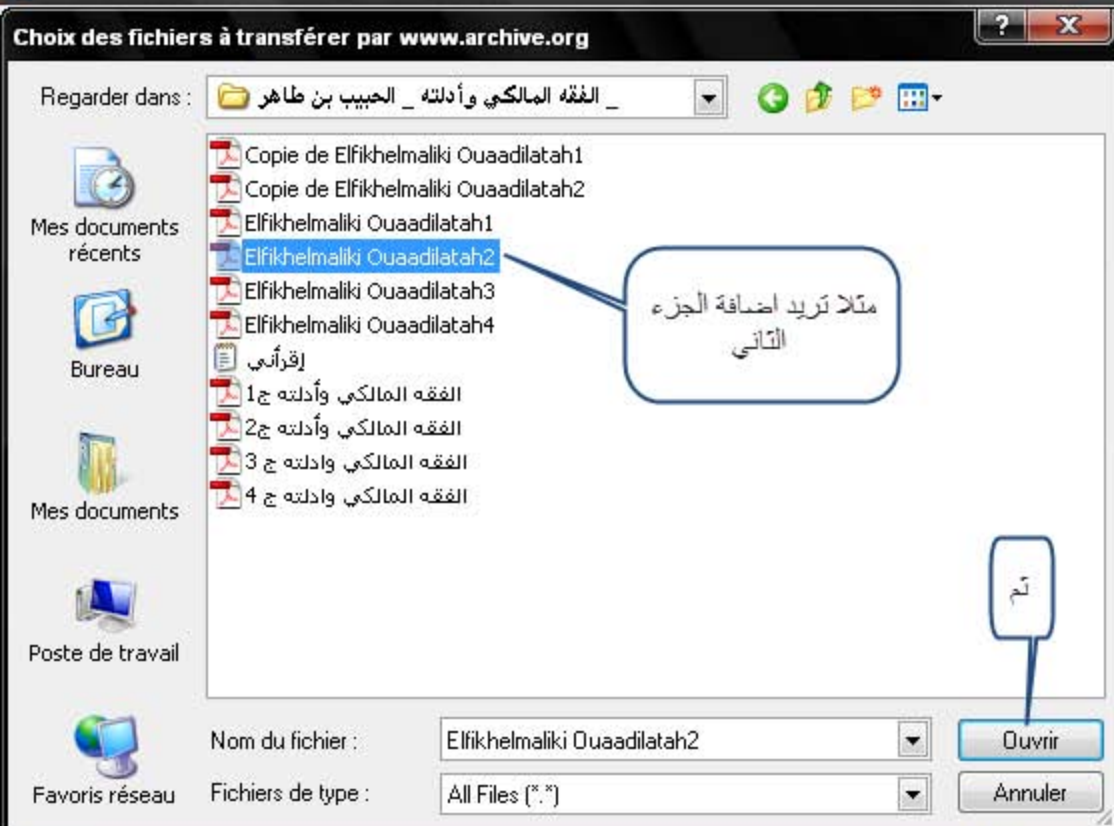 Choix des fichiers à transférer par www.archive.org
Regarder dans :
_ الفقه المالكي وأدلته _ الحبيب بن طاهر
Mes documents
récents
Bureau
Mes documents
Poste de travail
Favoris réseau
Copie de Elfikhelmaliki Ouaadilatah1
Copie de Elfikhelmaliki Ouaadilatah2
Elfikhelmaliki Ouaadilatah1
Elfikhelmaliki Ouaadilatah2
Elfikhelmaliki Ouaadilatah3
Elfikhelmaliki Ouaadilatah4
إقرأني
الفقه المالكي وأدلته ج1
الفقه المالكي وأدلته ج2
الفقه المالكي وادلته ج 3
الفقه المالكي وادلته ج 4
مثلا تريد اضافة الجزء
الثاني
ثم
Nom du fichier :
Elfikhelmaliki Ouaadilatah2
Ouvrir
Fichiers de type :
All Files (*.*)
Annuler